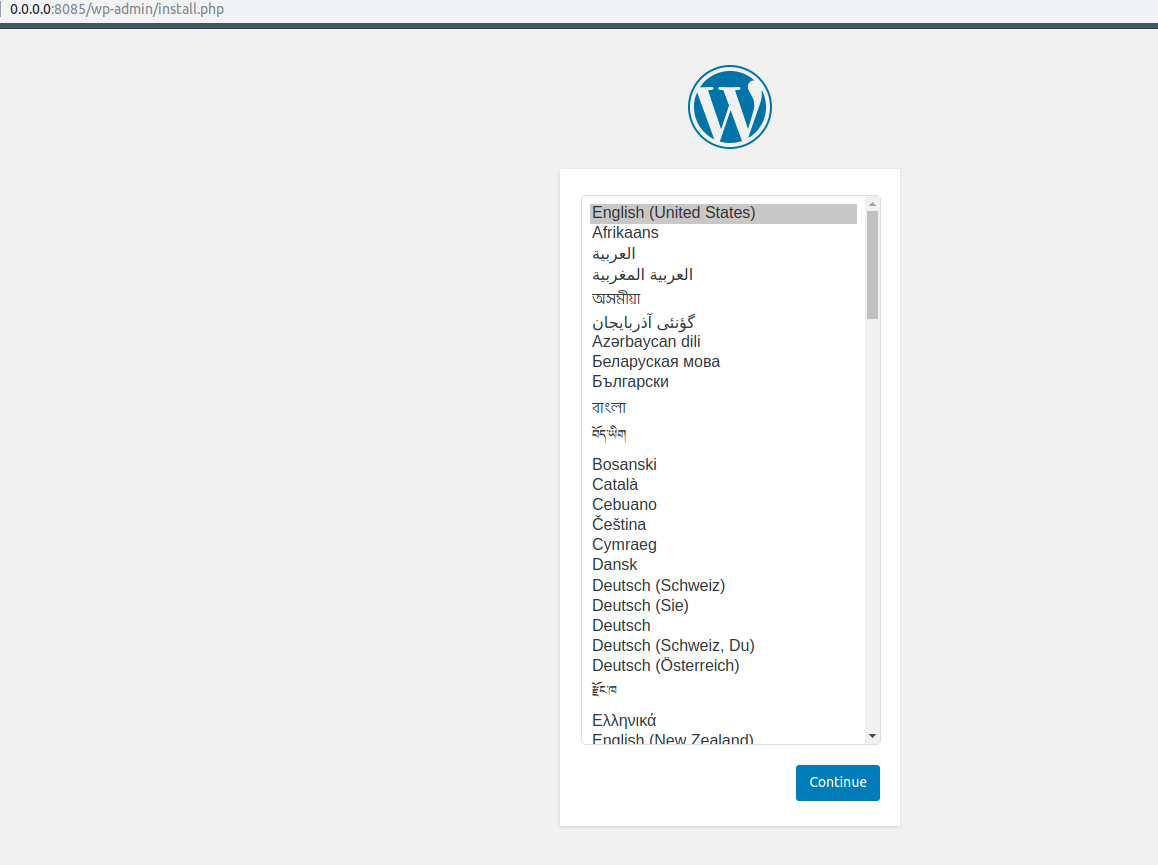 0.0.0.0:8085/wp-admin/install.php
English (United States)
Afrikaans
العربية
العربية المغربية
অসমীয়া
گؤنئی آذربایجان
Azərbaycan dili
Беларуская мова
Български
বাংলা
བོད་ཡིག
Bosanski
Català
Cebuano
Čeština
Cymraeg
Dansk
Deutsch (Schweiz)
Deutsch (Sie)
Deutsch
Deutsch (Schweiz, Du)
Deutsch (Österreich)
རྫོང་ཁ
Ελληνικά
English (New Zealand)
Continue